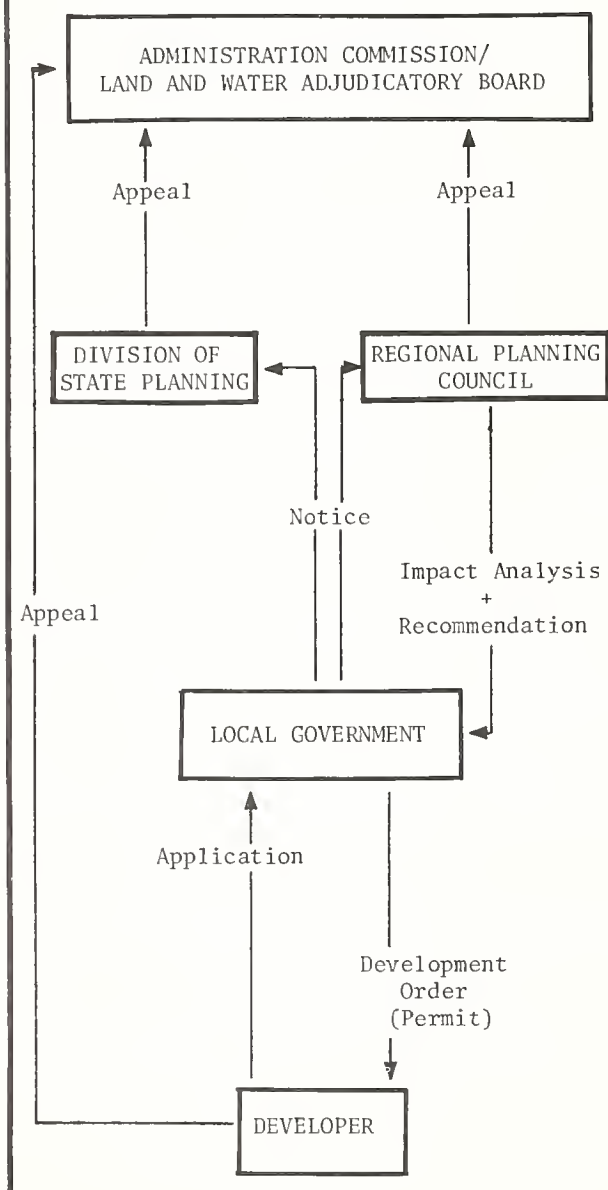 ADMINISTRATION COMMISSION/
LAND AND WATER ADJUDICATORY BOARD
Appeal
Appeal
DIVISION OF
STATE PLANNING
REGIONAL PLANNING
COUNCIL
Notice
Impact Analysis
+
Recommendation
Appeal
LOCAL GOVERNMENT
Application
Development
Order
(Permit)
DEVELOPER